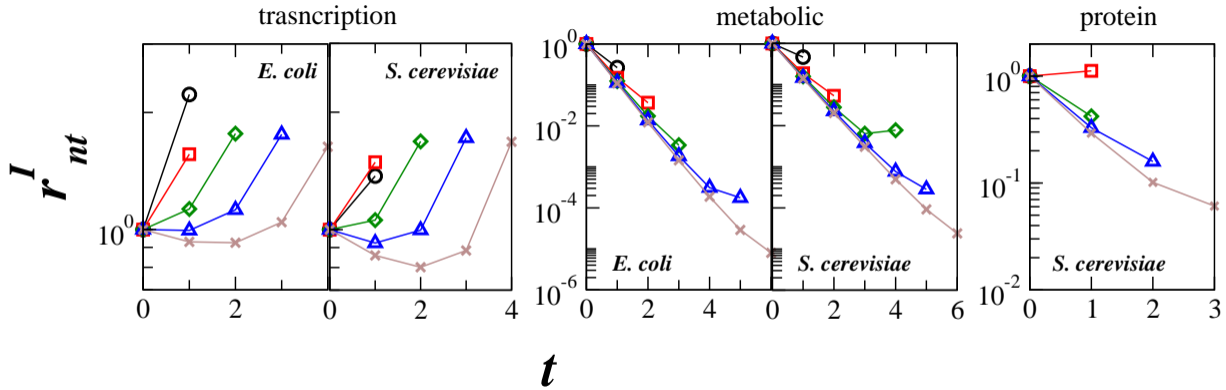 trasncription
metabolic
protein
E. coli
S. cerevisiae
E. coli
S. cerevisiae
S. cerevisiae
r^I_{nt}
10^0
10^0
10^{-2}
10^{-4}
10^{-6}
10^0
10^{-1}
10^{-2}
0 2 0 2 4
0 2 4 0 2 4 6
0 1 2 3
t